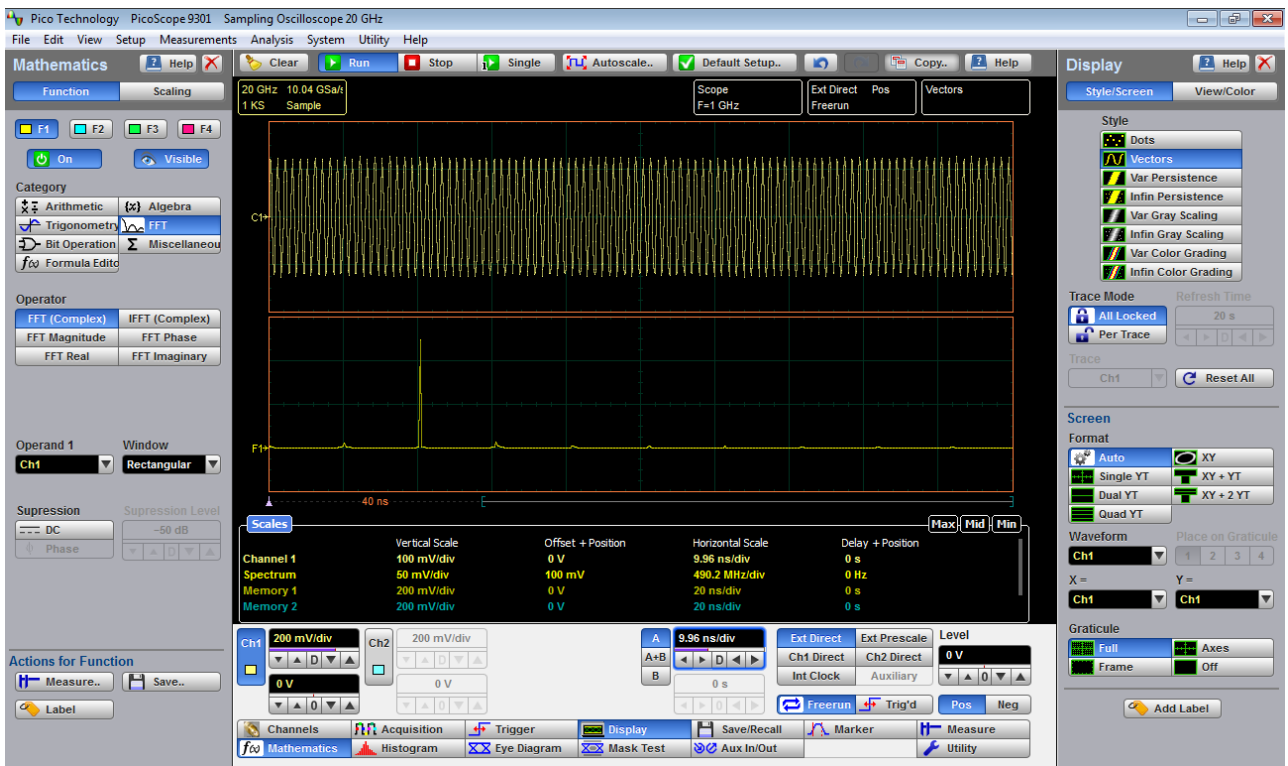 Pico Technology PicoScope 9301 Sampling Oscilloscope 20 GHz
File Edit View Setup Measurements Analysis System Utility Help
Mathematics ? Help
Function Scaling
F1 F2 F3 F4
On Visible
Category
Arithmetic {x} Algebra
Trigonometry FFT
Bit Operation Σ Miscellaneou
f(x) Formula Edito
Operator
FFT (Complex) IFFT (Complex)
FFT Magnitude FFT Phase
FFT Real FFT Imaginary
Operand 1 Window
Ch1 Rectangular
Supression Supression Level
DC -50 dB
Phase D
Actions for Function
Measure.. Save..
Label
Clear Run Stop Single Autoscale.. Default Setup.. Copy.. ? Help
20 GHz 10.04 GSa/s Scope Ext Direct Pos Vectors
1 KS Sample F=1 GHz Freerun
C1
F1
40 ns
Scales Max Mid Min
Vertical Scale Offset + Position Horizontal Scale Delay + Position
Channel 1 100 mV/div 0 V 9.96 ns/div 0 s
Spectrum 50 mV/div 100 mV 490.2 MHz/div 0 Hz
Memory 1 200 mV/div 0 V 20 ns/div 0 s
Memory 2 200 mV/div 0 V 20 ns/div 0 s
Ch1 200 mV/div Ch2 200 mV/div A 9.96 ns/div Ext Direct Ext Prescale Level
D D A+B D Ch1 Direct Ch2 Direct 0 V
0 V 0 V B 0 s Int Clock Auxiliary 0
0 0 0 Freerun Trig'd Pos Neg
Channels Acquisition Trigger Display Save/Recall Marker Measure
f(x) Mathematics Histogram Eye Diagram Mask Test Aux In/Out Utility
Display ? Help
Style/Screen View/Color
Style
Dots
Vectors
Var Persistence
Infin Persistence
Var Gray Scaling
Infin Gray Scaling
Var Color Grading
Infin Color Grading
Trace Mode Refresh Time
All Locked 20 s
Per Trace D
Trace
Ch1 Reset All
Screen
Format
Auto XY
Single YT XY + YT
Dual YT XY + 2 YT
Quad YT
Waveform Place on Graticule
Ch1 1 2 3 4
X = Y =
Ch1 Ch1
Graticule
Full Axes
Frame Off
Add Label